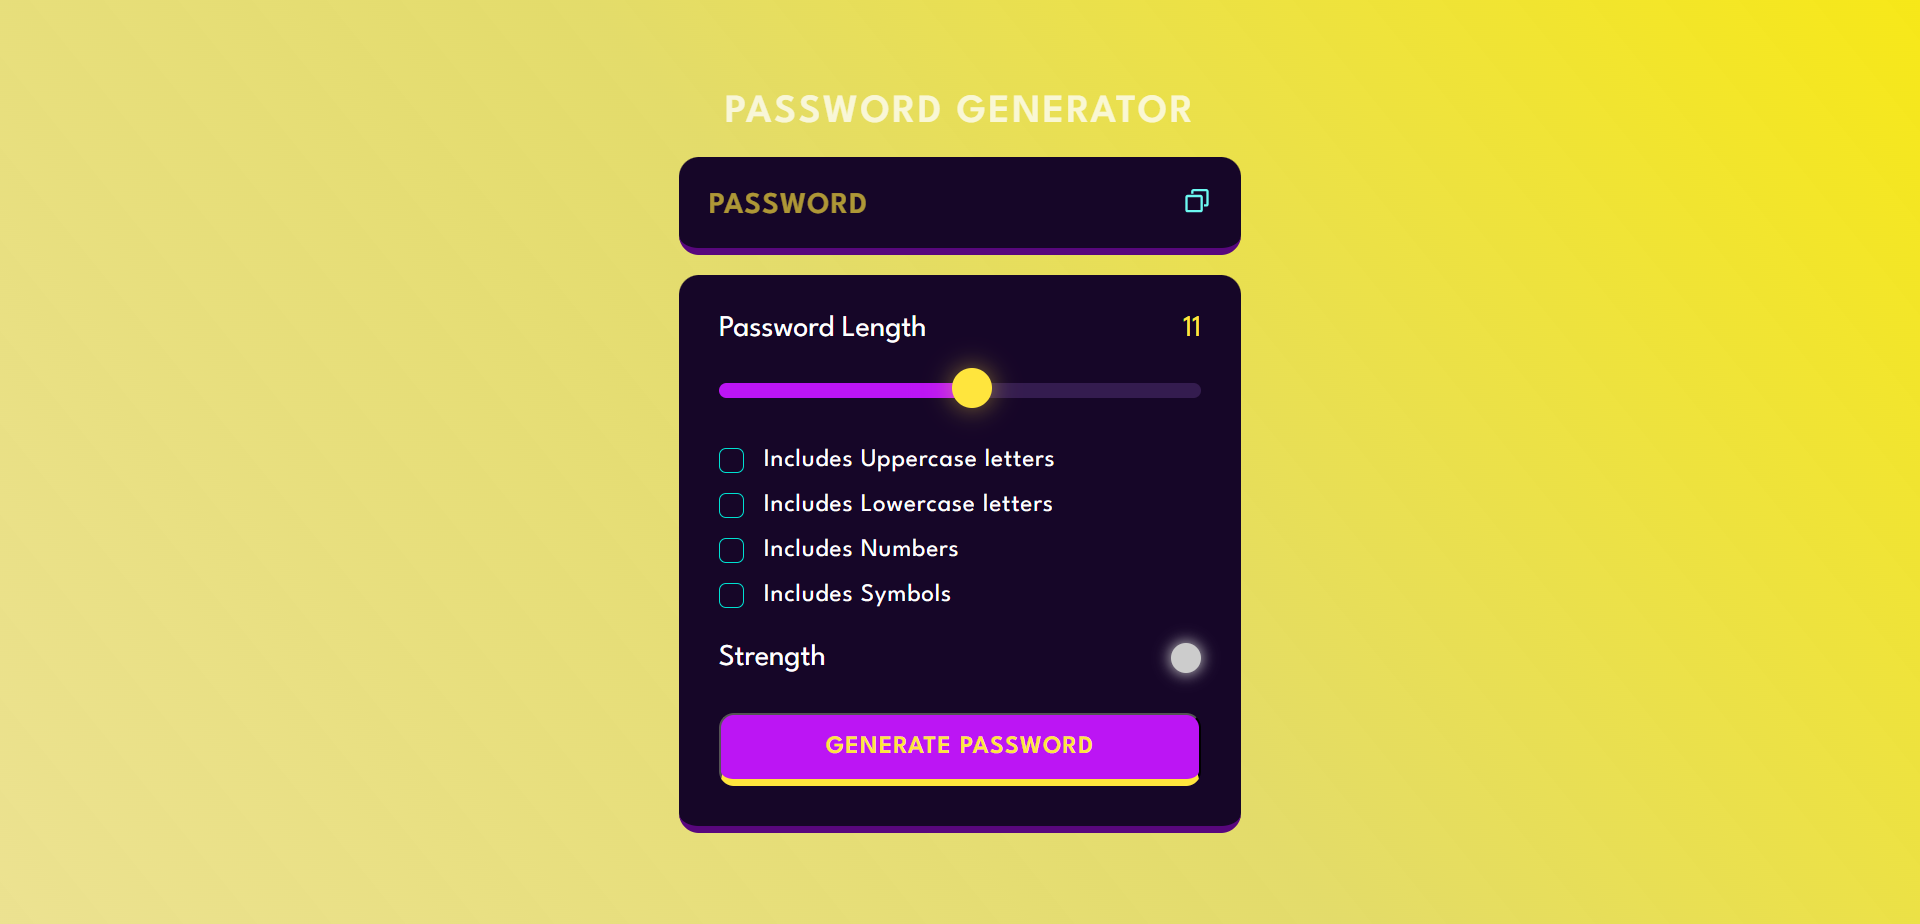 PASSWORD GENERATOR
PASSWORD
Password Length 11
Includes Uppercase letters
Includes Lowercase letters
Includes Numbers
Includes Symbols
Strength
GENERATE PASSWORD